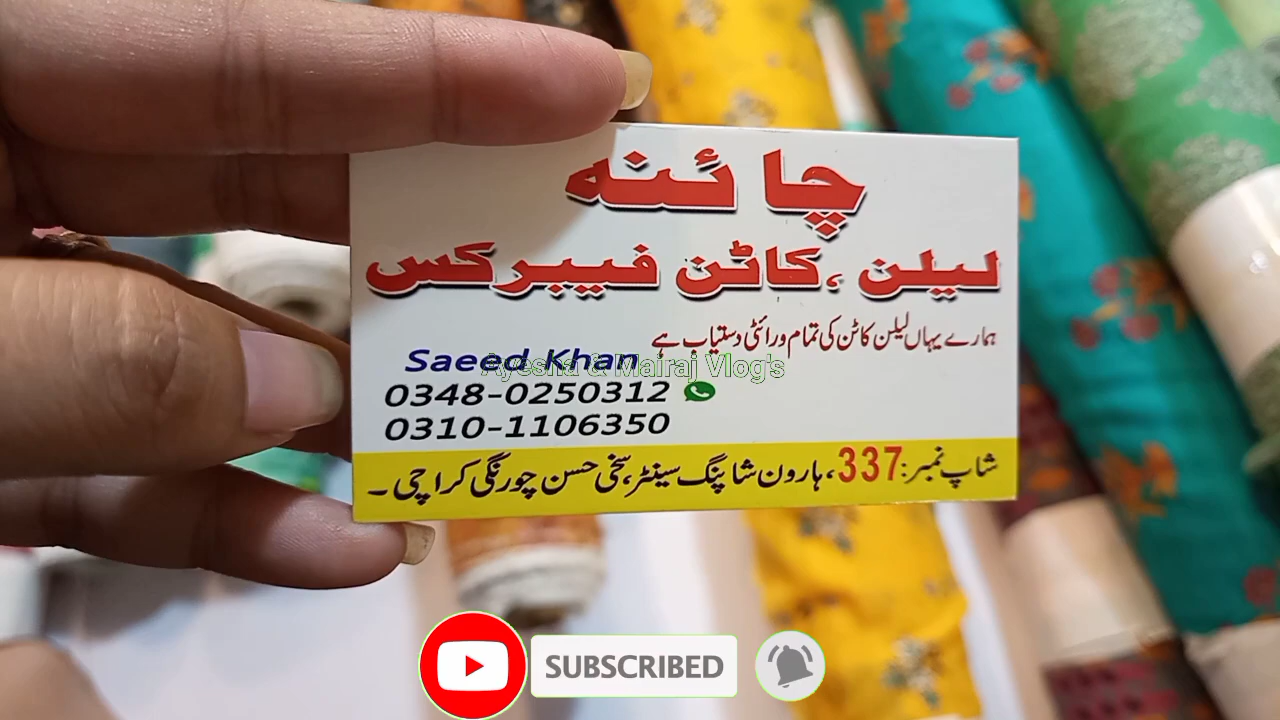 چائنہ
لیلن ،کاٹن فیبرکس
ہمارے یہاں لیلن کاٹن کی تمام ورائٹی دستیاب ہے
Saeed Khan
Ayesha & Mairaj Vlog's
0348-0250312
0310-1106350
شاپ نمبر:337، ہارون شاپنگ سینٹر، سخی حسن چورنگی کراچی۔
SUBSCRIBED